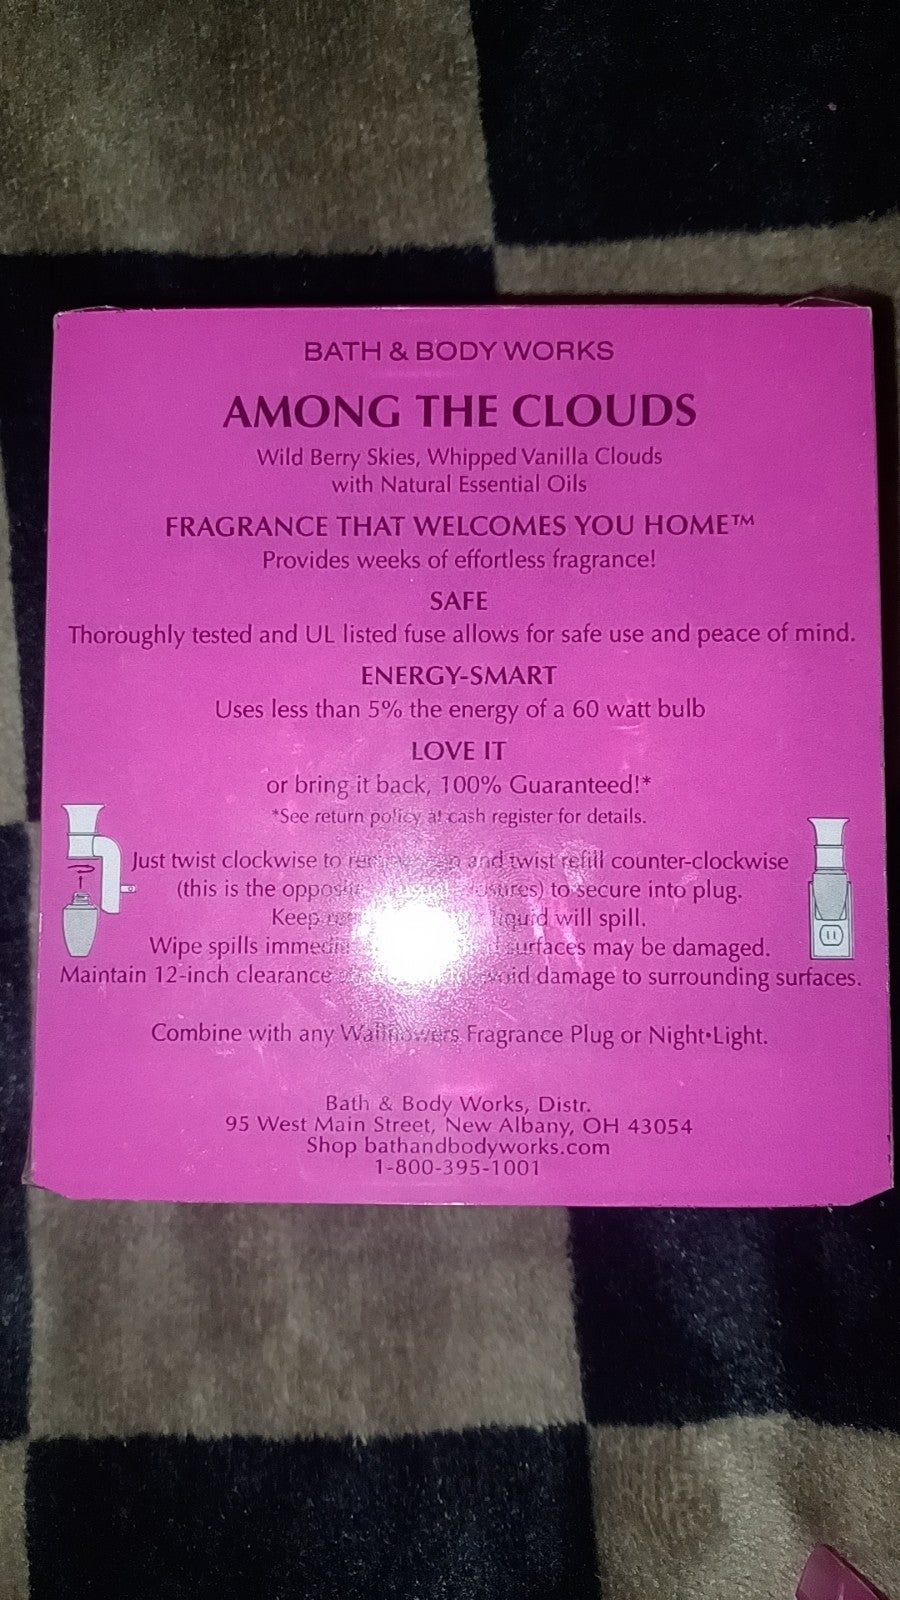 BATH & BODY WORKS
AMONG THE CLOUDS
Wild Berry Skies, Whipped Vanilla Clouds
with Natural Essential Oils
FRAGRANCE THAT WELCOMES YOU HOME™
Provides weeks of effortless fragrance!
SAFE
Thoroughly tested and UL listed fuse allows for safe use and peace of mind.
ENERGY-SMART
Uses less than 5% the energy of a 60 watt bulb
LOVE IT
or bring it back, 100% Guaranteed!*
*See return policy at cash register for details.
Just twist clockwise to and twist refill counter-clockwise
(this is the to secure into plug.
Keep liquid will spill.
Wipe spills surfaces may be damaged.
Maintain 12-inch clearance avoid damage to surrounding surfaces.
Combine with any Wallflowers Fragrance Plug or Night•Light.
Bath & Body Works, Distr.
95 West Main Street, New Albany, OH 43054
Shop bathandbodyworks.com
1-800-395-1001